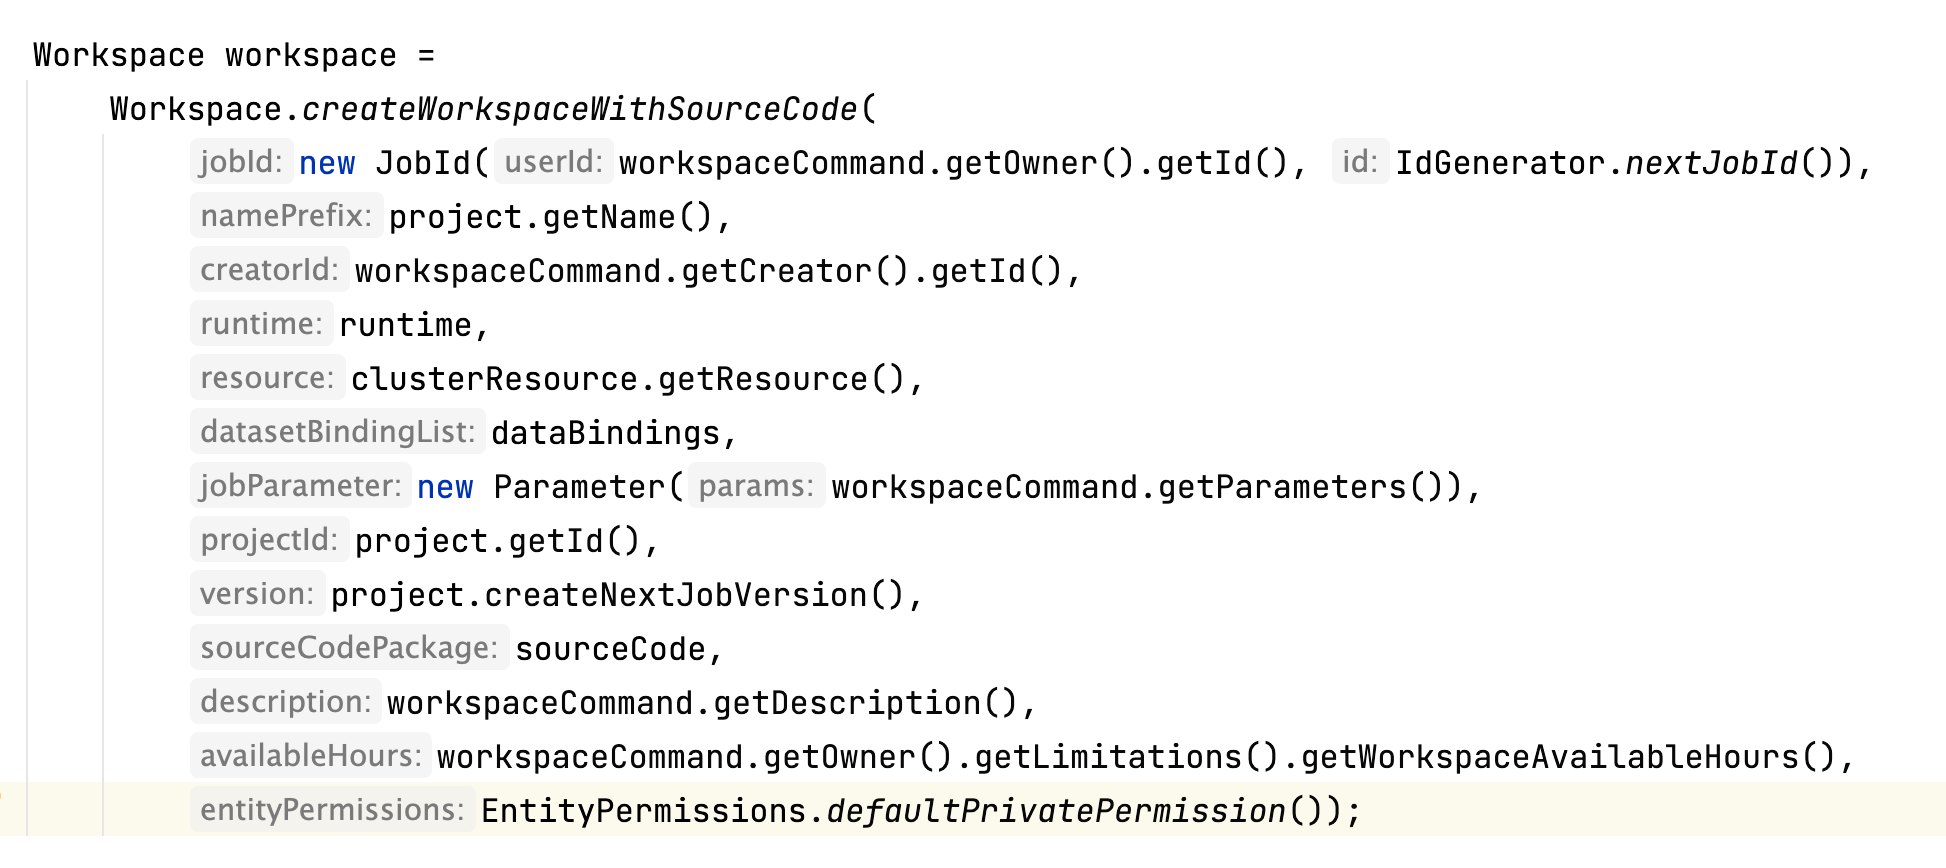 Workspace workspace =
Workspace.createWorkspaceWithSourceCode(
jobId: new JobId( userId: workspaceCommand.getOwner().getId(), id: IdGenerator.nextJobId()),
namePrefix: project.getName(),
creatorId: workspaceCommand.getCreator().getId(),
runtime: runtime,
resource: clusterResource.getResource(),
datasetBindingList: dataBindings,
jobParameter: new Parameter( params: workspaceCommand.getParameters()),
projectId: project.getId(),
version: project.createNextJobVersion(),
sourceCodePackage: sourceCode,
description: workspaceCommand.getDescription(),
availableHours: workspaceCommand.getOwner().getLimitations().getWorkspaceAvailableHours(),
entityPermissions: EntityPermissions.defaultPrivatePermission());